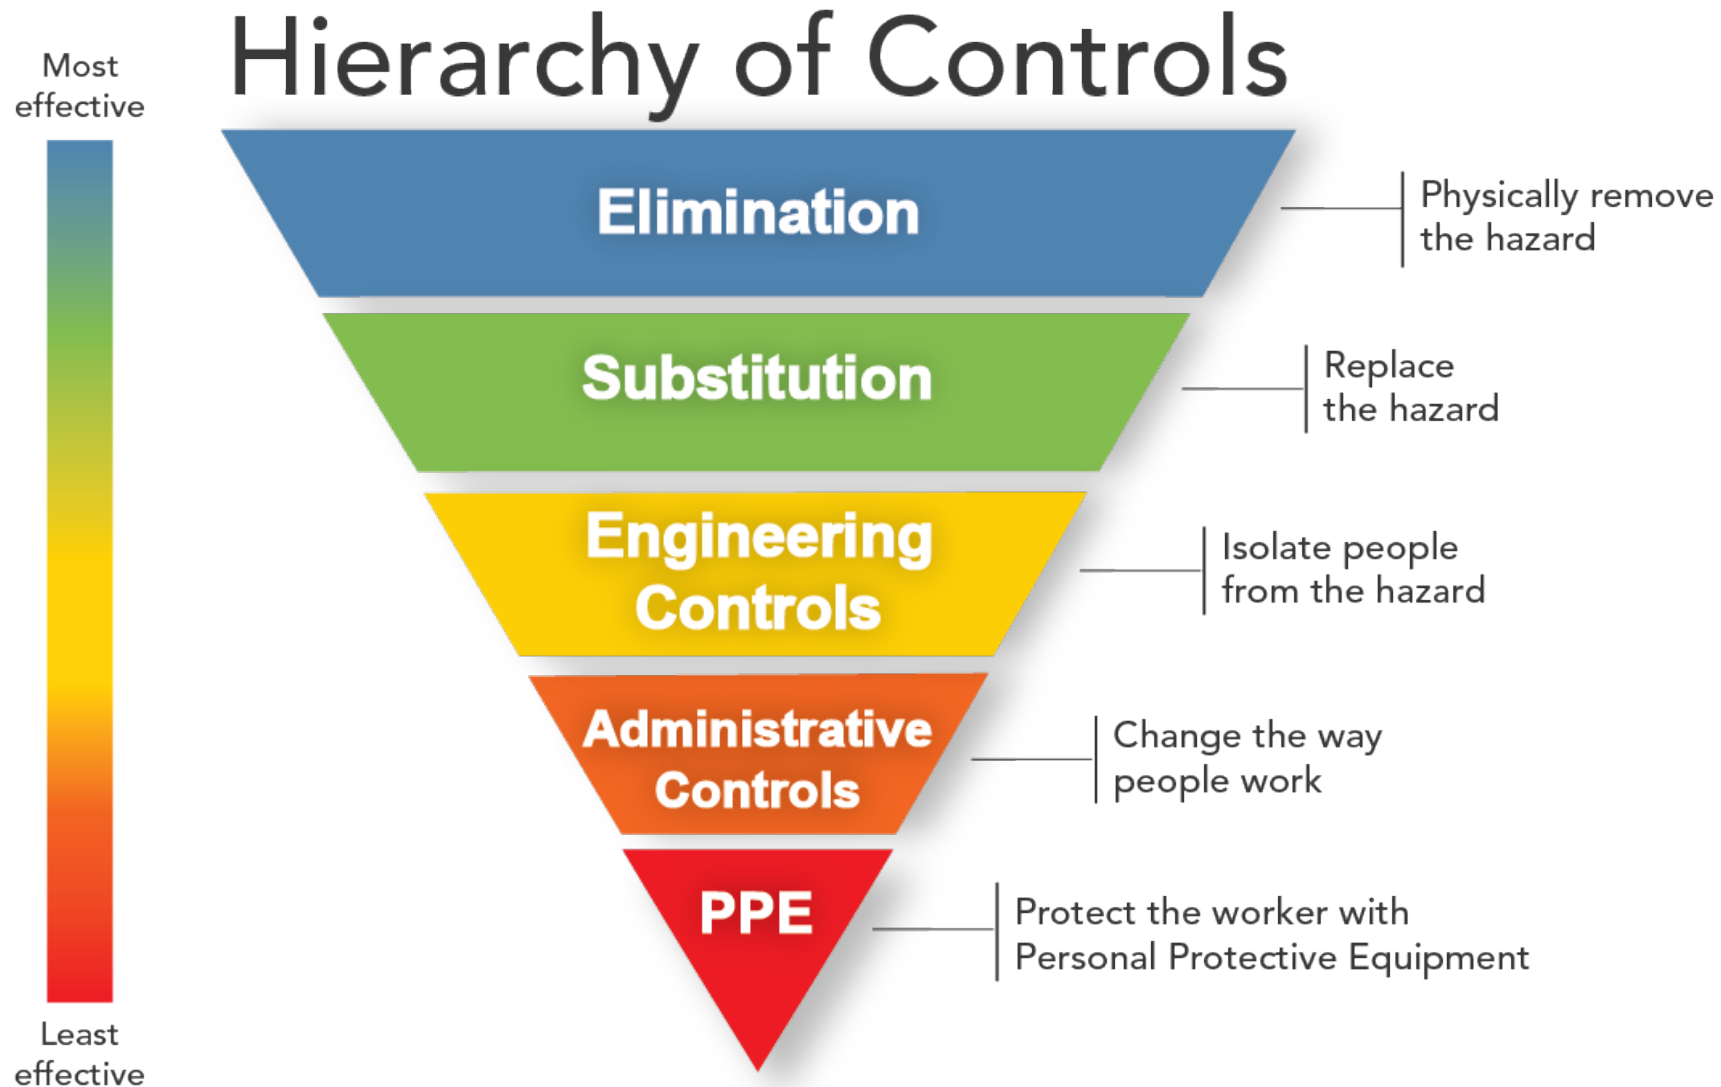 Hierarchy of Controls
Most
effective
Elimination
Physically remove
the hazard
Substitution
Replace
the hazard
Engineering
Controls
Isolate people
from the hazard
Administrative
Controls
Change the way
people work
PPE
Protect the worker with
Personal Protective Equipment
Least
effective